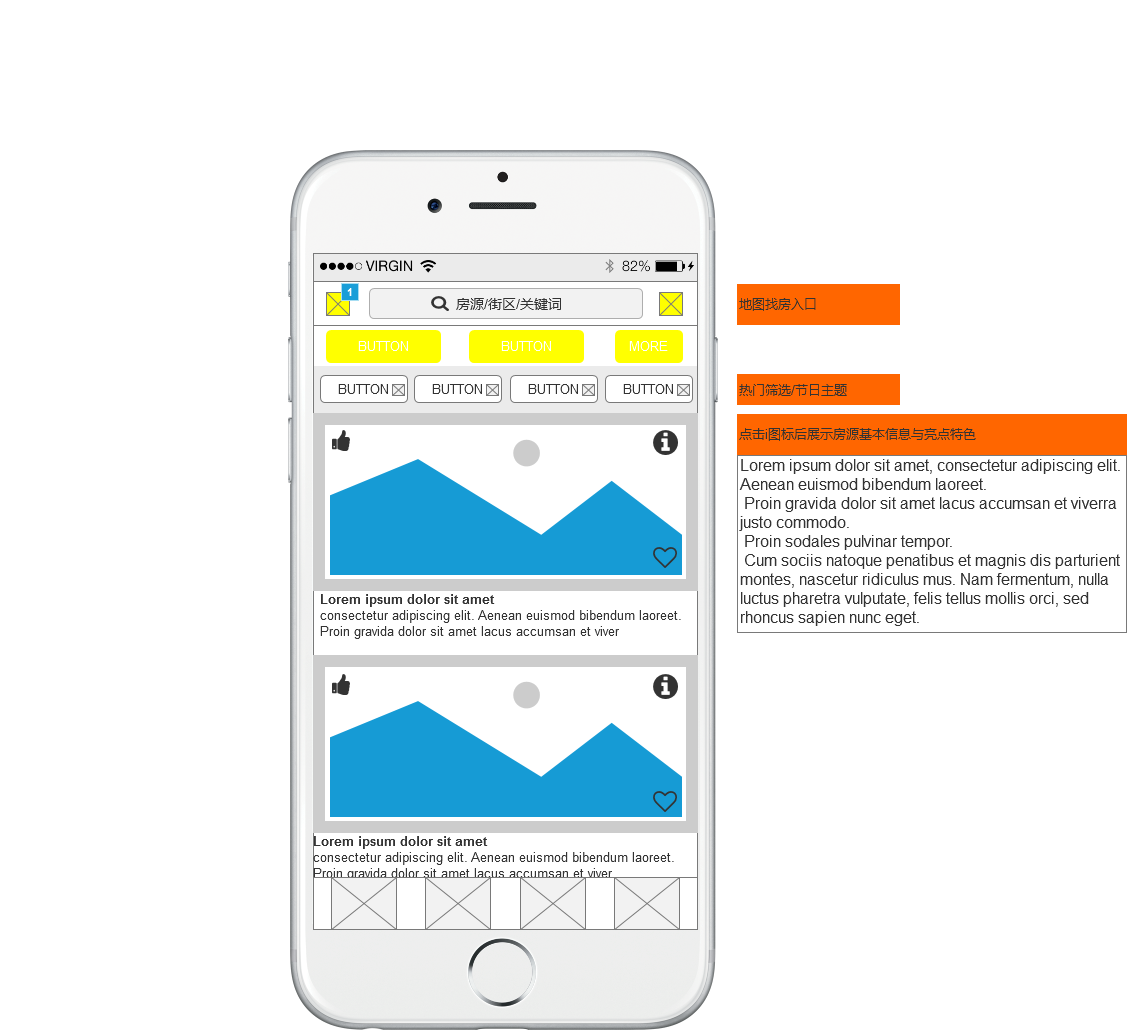 VIRGIN 82%
1
房源/街区/关键词
地图找房入口
BUTTON BUTTON MORE
BUTTON BUTTON BUTTON BUTTON
热门筛选/节日主题
点击i图标后展示房源基本信息与亮点特色
Lorem ipsum dolor sit amet, consectetur adipiscing elit.
Aenean euismod bibendum laoreet.
Proin gravida dolor sit amet lacus accumsan et viverra
justo commodo.
Proin sodales pulvinar tempor.
Cum sociis natoque penatibus et magnis dis parturient
montes, nascetur ridiculus mus. Nam fermentum, nulla
luctus pharetra vulputate, felis tellus mollis orci, sed
rhoncus sapien nunc eget.
Lorem ipsum dolor sit amet
consectetur adipiscing elit. Aenean euismod bibendum laoreet.
Proin gravida dolor sit amet lacus accumsan et viver
Lorem ipsum dolor sit amet
consectetur adipiscing elit. Aenean euismod bibendum laoreet.
Proin gravida dolor sit amet lacus accumsan et viver